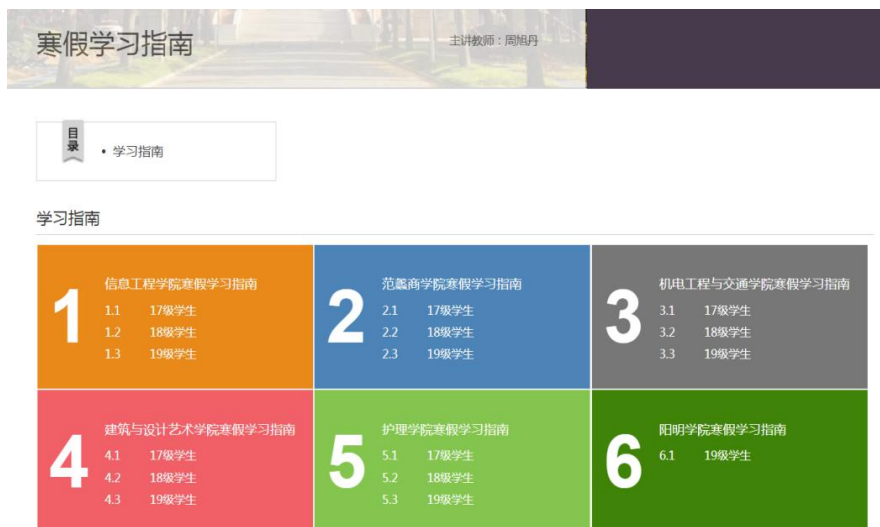 寒假学习指南
主讲教师：周旭丹
目录
• 学习指南
学习指南
1
信息工程学院寒假学习指南
1.1 17级学生
1.2 18级学生
1.3 19级学生
2
范蠡商学院寒假学习指南
2.1 17级学生
2.2 18级学生
2.3 19级学生
3
机电工程与交通学院寒假学习指南
3.1 17级学生
3.2 18级学生
3.3 19级学生
4
建筑与设计艺术学院寒假学习指南
4.1 17级学生
4.2 18级学生
4.3 19级学生
5
护理学院寒假学习指南
5.1 17级学生
5.2 18级学生
5.3 19级学生
6
阳明学院寒假学习指南
6.1 19级学生